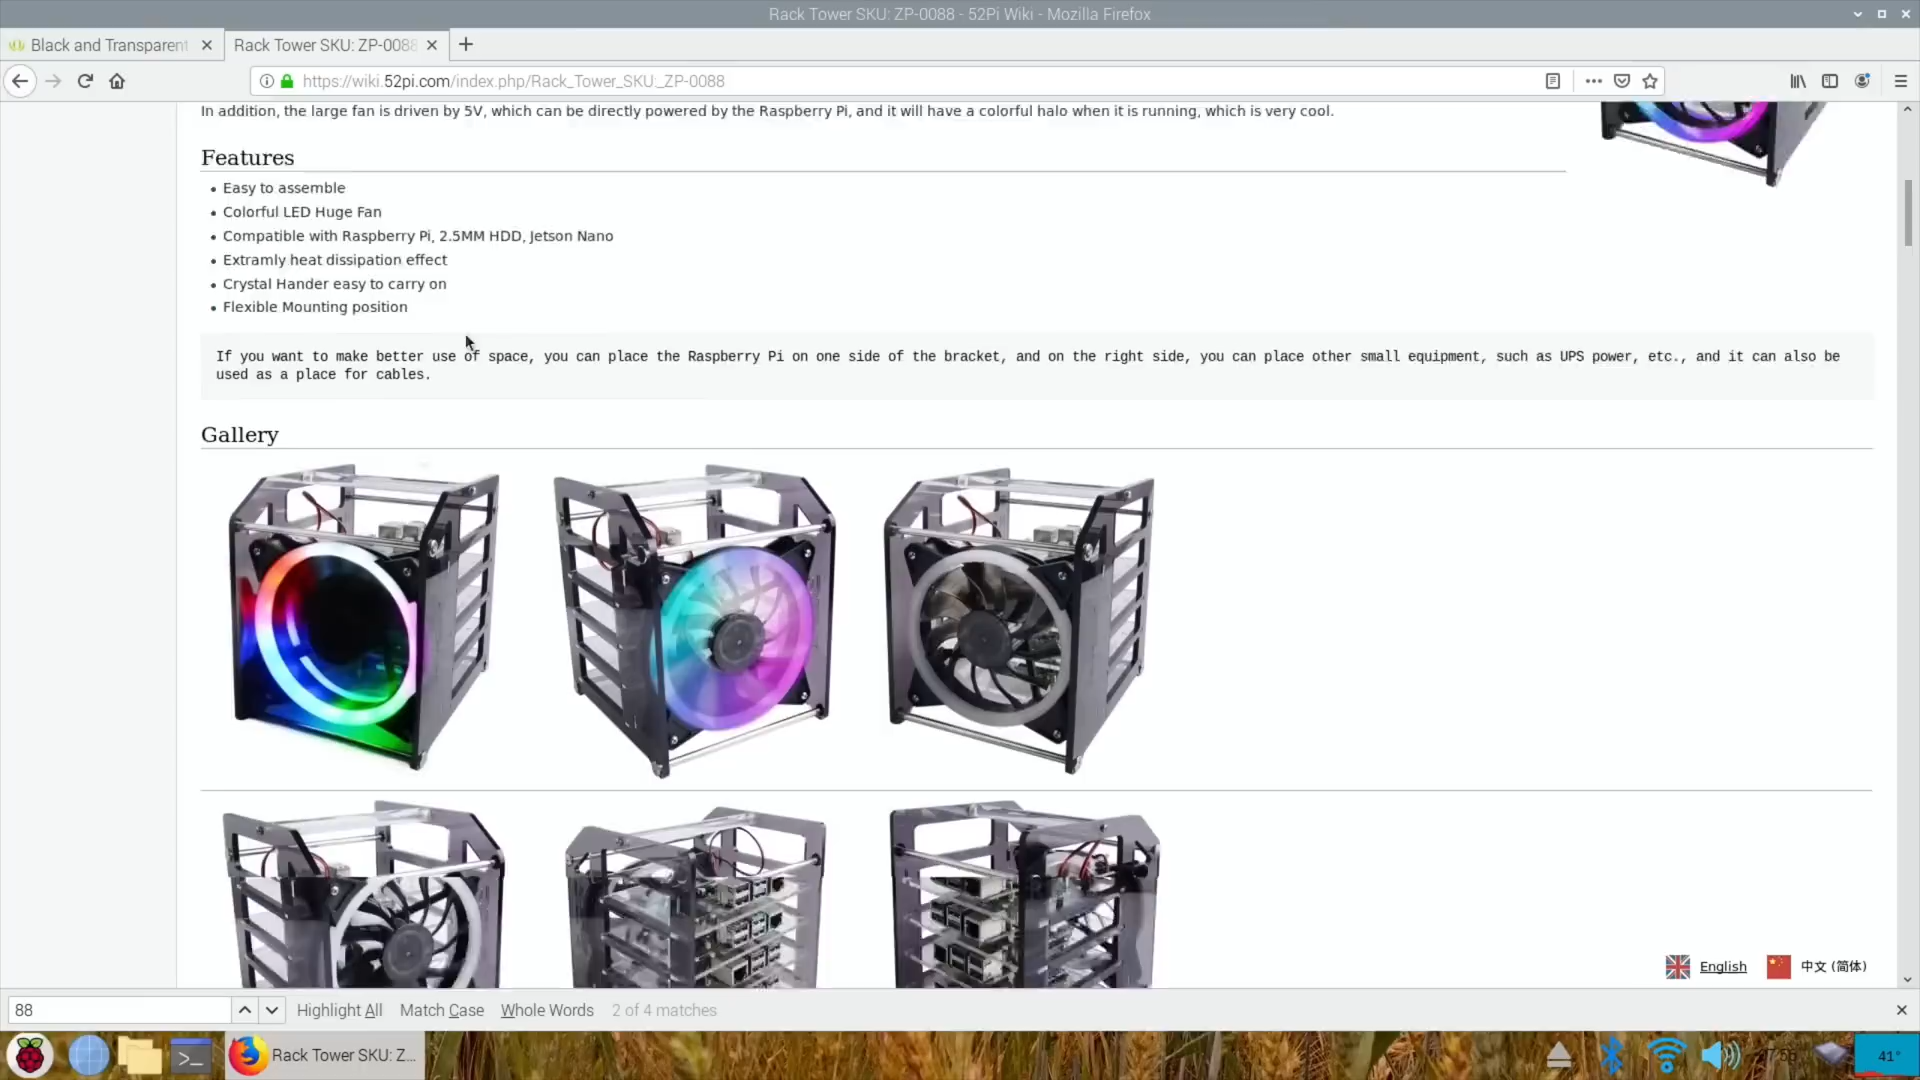 Rack Tower SKU: ZP-0088 - 52Pi Wiki - Mozilla Firefox
Black and Transparent
Rack Tower SKU: ZP-0088
https://wiki.52pi.com/index.php/Rack_Tower_SKU:_ZP-0088
In addition, the large fan is driven by 5V, which can be directly powered by the Raspberry Pi, and it will have a colorful halo when it is running, which is very cool.
Features
Easy to assemble
Colorful LED Huge Fan
Compatible with Raspberry Pi, 2.5MM HDD, Jetson Nano
Extramly heat dissipation effect
Crystal Hander easy to carry on
Flexible Mounting position
If you want to make better use of space, you can place the Raspberry Pi on one side of the bracket, and on the right side, you can place other small equipment, such as UPS power, etc., and it can also be
used as a place for cables.
Gallery
English 中文 (简体)
88 Highlight All Match Case Whole Words 2 of 4 matches
Rack Tower SKU: Z... 41°